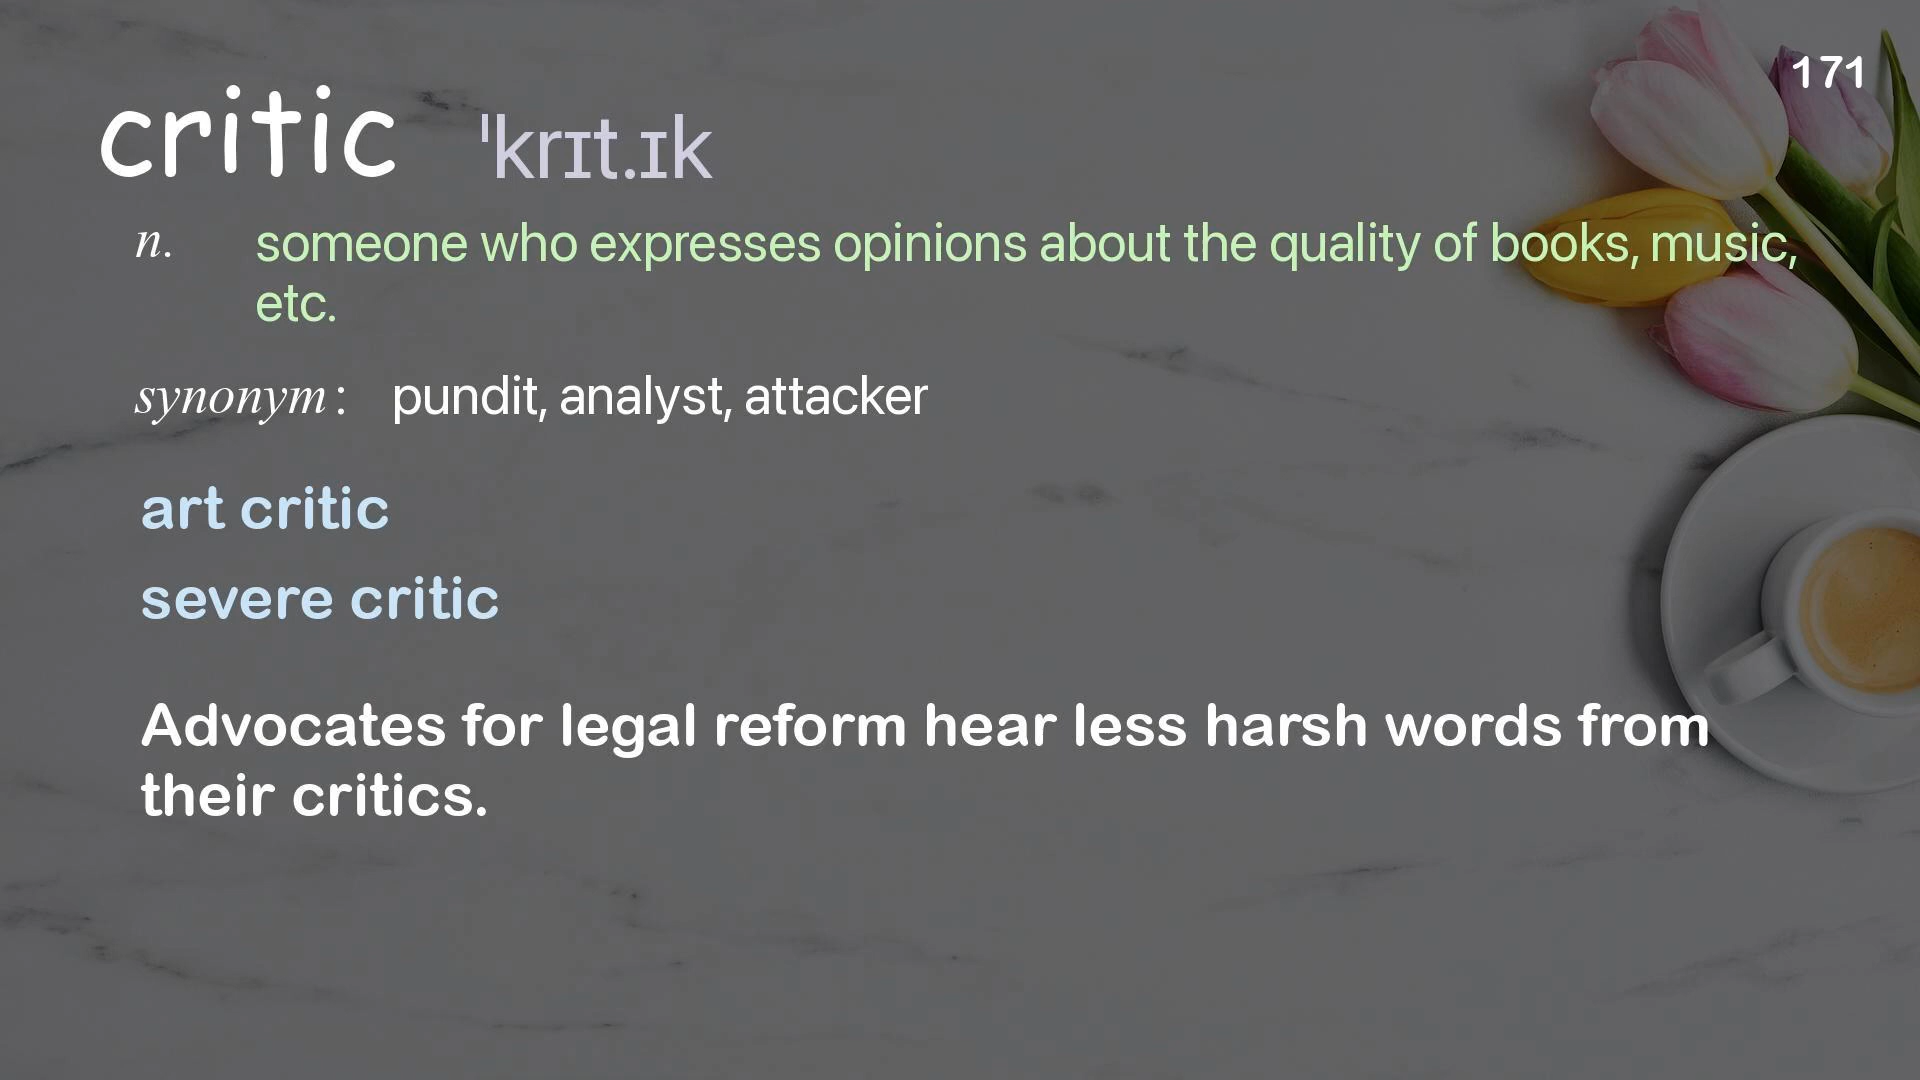 171
critic ˈkrɪt.ɪk
n. someone who expresses opinions about the quality of books, music,
etc.
synonym: pundit, analyst, attacker
art critic
severe critic
Advocates for legal reform hear less harsh words from
their critics.